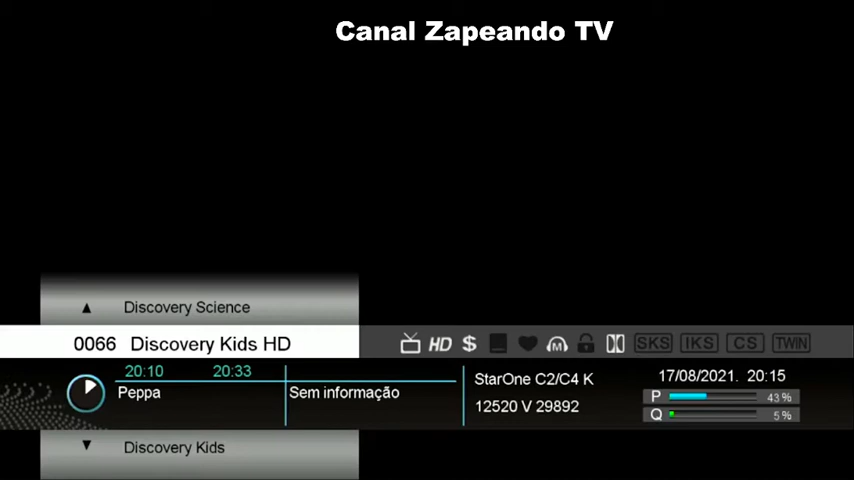 Canal Zapeando TV
Discovery Science
0066 Discovery Kids HD HD $ M SKS IKS CS TWIN
20:10 20:33
Peppa
Sem informação
StarOne C2/C4 K
12520 V 29892
17/08/2021. 20:15
P 43 %
Q 5 %
Discovery Kids